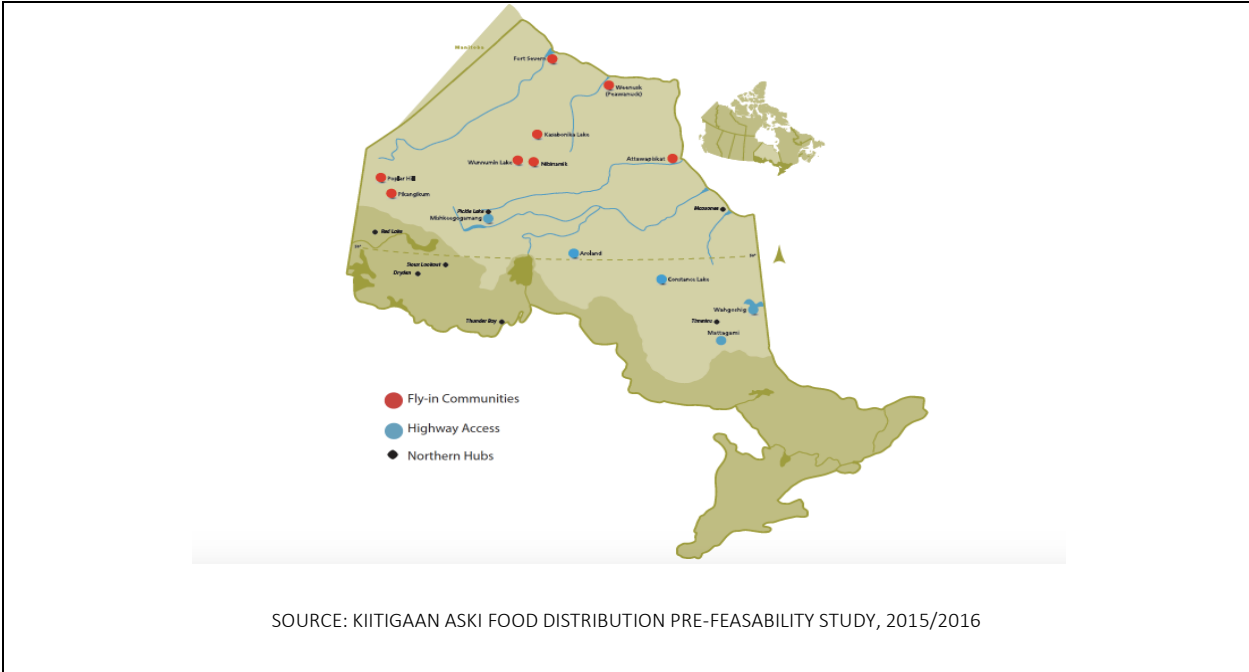 Manitoba
Fort Severn
Weenusk
(Peawanuck)
Kasabonika Lake
Wunnumin Lake
Nibinamik
Attawapiskat
Poplar Hill
Pikangikum
Pickle Lake
Mishkeegogamang
Moosonee
Red Lake
Aroland
Sioux Lookout
Dryden
Constance Lake
Wahgoshig
Thunder Bay
Timmins
Mattagami
Fly-in Communities
Highway Access
Northern Hubs
SOURCE: KIITIGAAN ASKI FOOD DISTRIBUTION PRE-FEASABILITY STUDY, 2015/2016